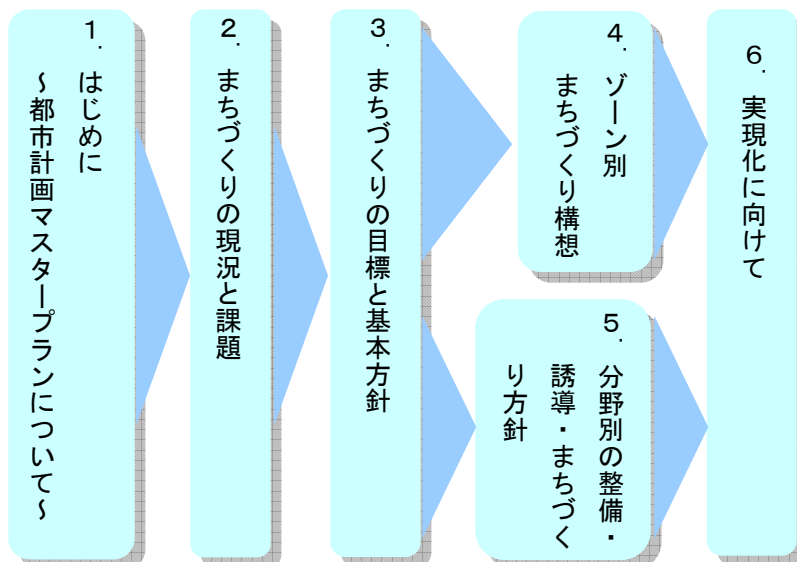 1. はじめに
～都市計画マスタープランについて～
2. まちづくりの現況と課題
3. まちづくりの目標と基本方針
4. ゾーン別
まちづくり構想
5. 分野別の整備・
誘導・まちづく
り方針
6. 実現化に向けて